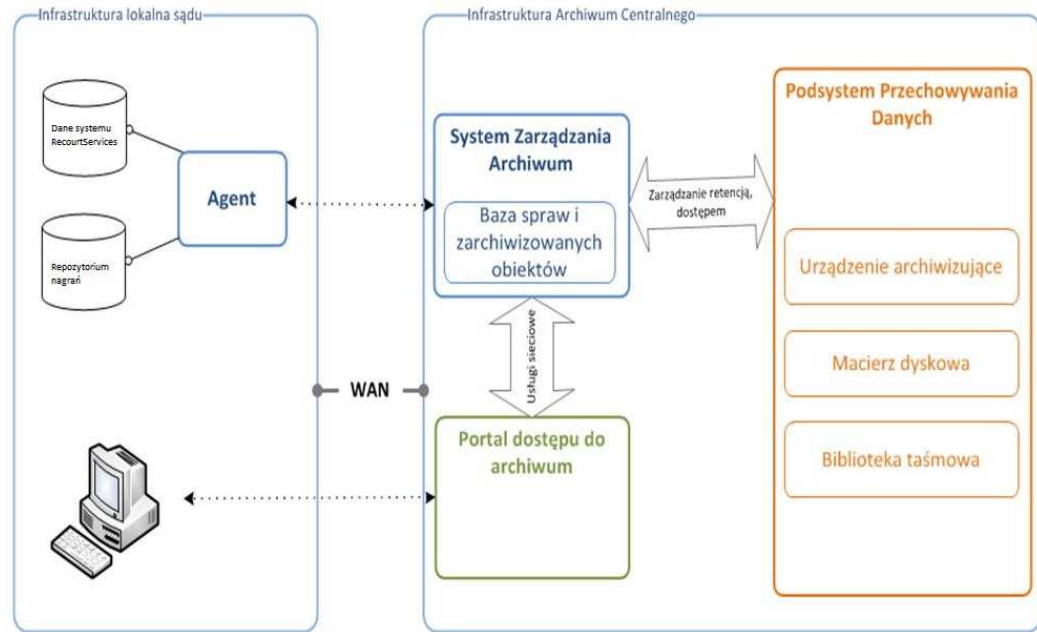 Infrastruktura lokalna sądu
Dane systemu
RecourtServices
Agent
Repozytorium
nagrań
WAN
Infrastruktura Archiwum Centralnego
System Zarządzania
Archiwum
Baza spraw i
zarchiwizowanych
obiektów
Usługi sieciowe
Portal dostępu do
archiwum
Zarządzanie retencją,
dostępem
Podsystem Przechowywania
Danych
Urządzenie archiwizujące
Macierz dyskowa
Biblioteka taśmowa